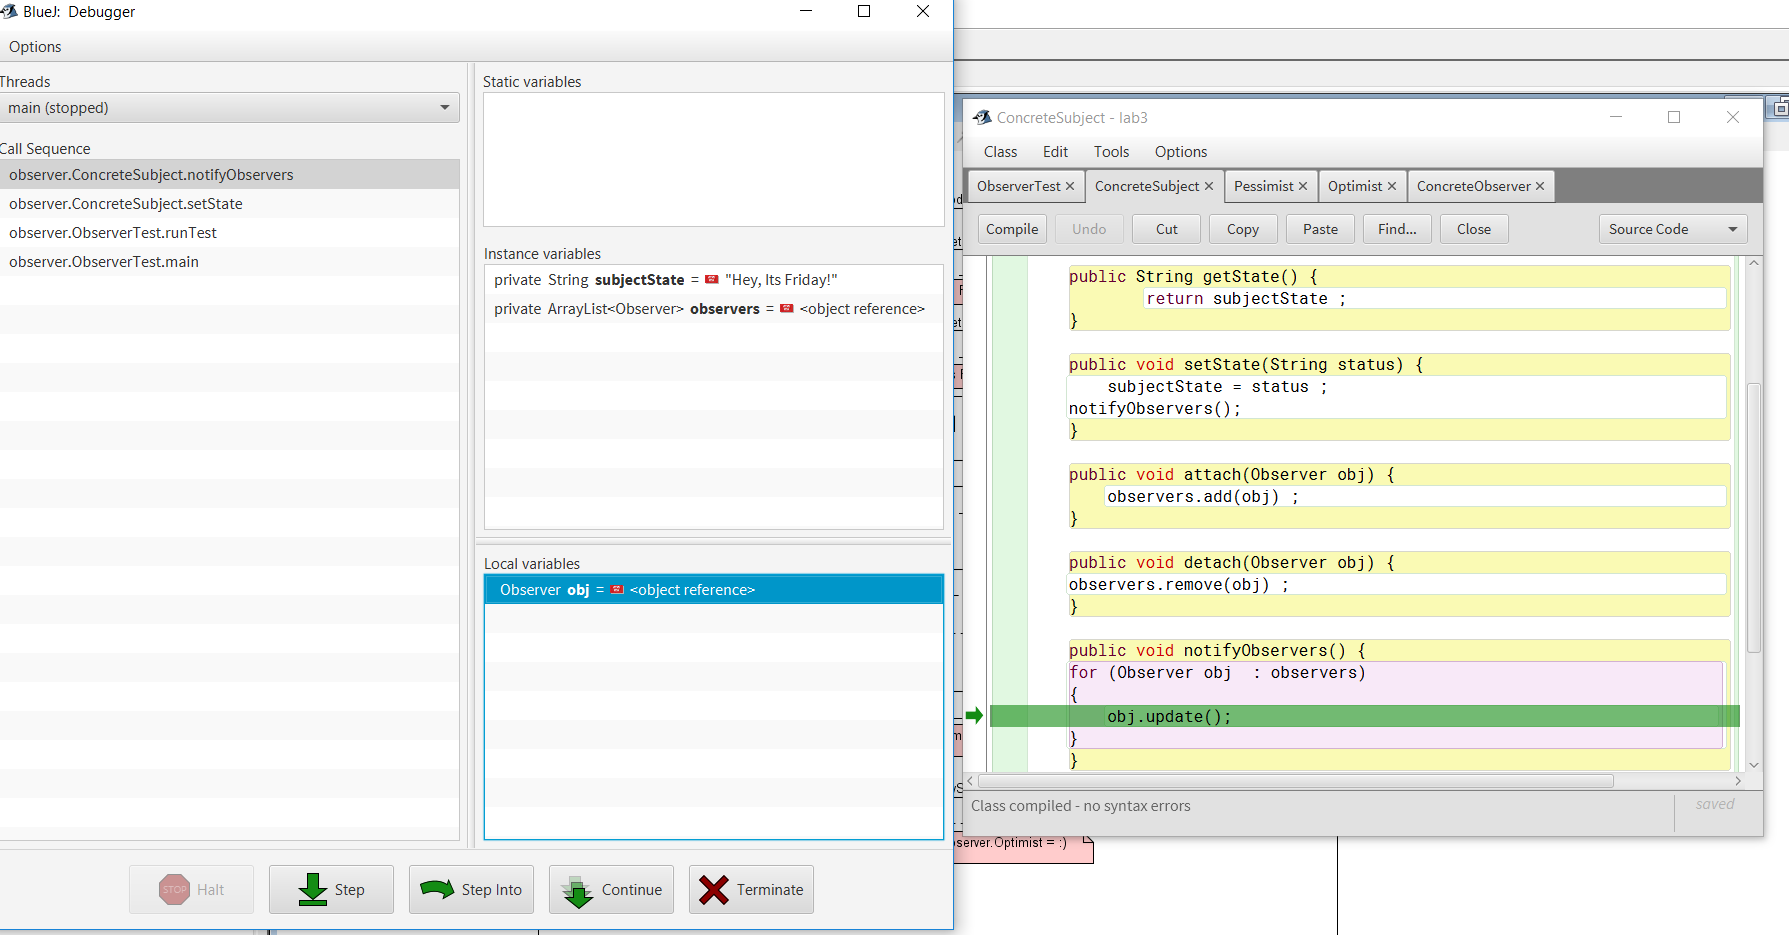 BlueJ:  Debugger
Options
Threads
main (stopped)
Call Sequence
observer.ConcreteSubject.notifyObservers
observer.ConcreteSubject.setState
observer.ObserverTest.runTest
observer.ObserverTest.main
Static variables
Instance variables
private String subjectState = "Hey, Its Friday!"
private ArrayList<Observer> observers = <object reference>
Local variables
Observer obj = <object reference>
STOP Halt
Step
Step Into
Continue
Terminate
ConcreteSubject - lab3
Class Edit Tools Options
ObserverTest × ConcreteSubject × Pessimist × Optimist × ConcreteObserver ×
Compile Undo Cut Copy Paste Find... Close Source Code
public String getState() {
return subjectState ;
}
public void setState(String status) {
subjectState = status ;
notifyObservers();
}
public void attach(Observer obj) {
observers.add(obj) ;
}
public void detach(Observer obj) {
observers.remove(obj) ;
}
public void notifyObservers() {
for (Observer obj  : observers)
{
obj.update();
}
}
Class compiled - no syntax errors
saved
server.Optimist = :)